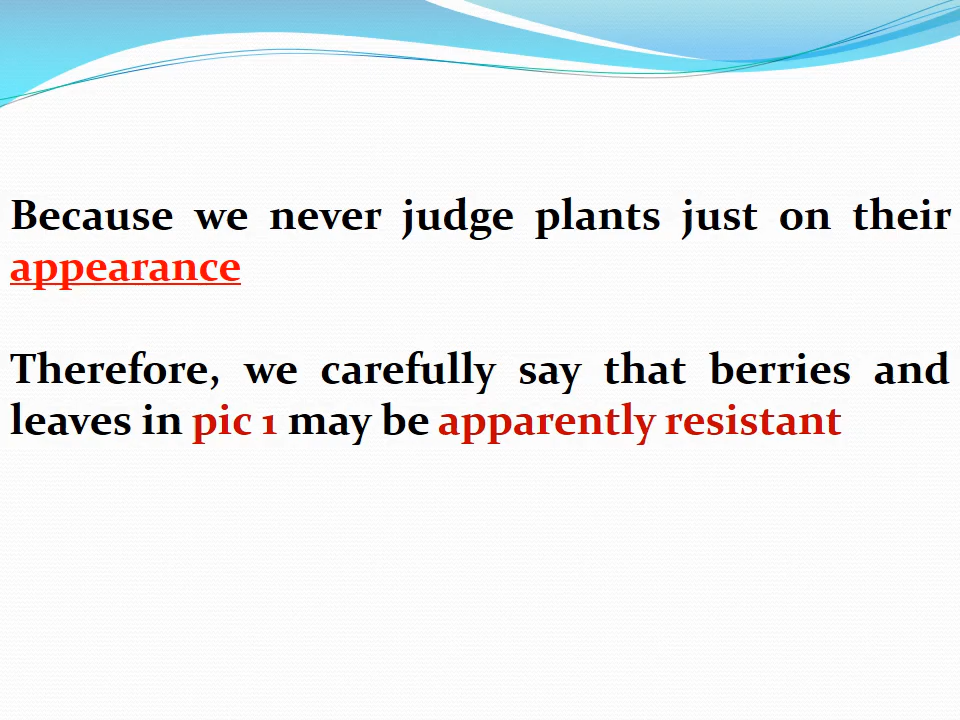 Because we never judge plants just on their
appearance
Therefore, we carefully say that berries and
leaves in pic 1 may be apparently resistant